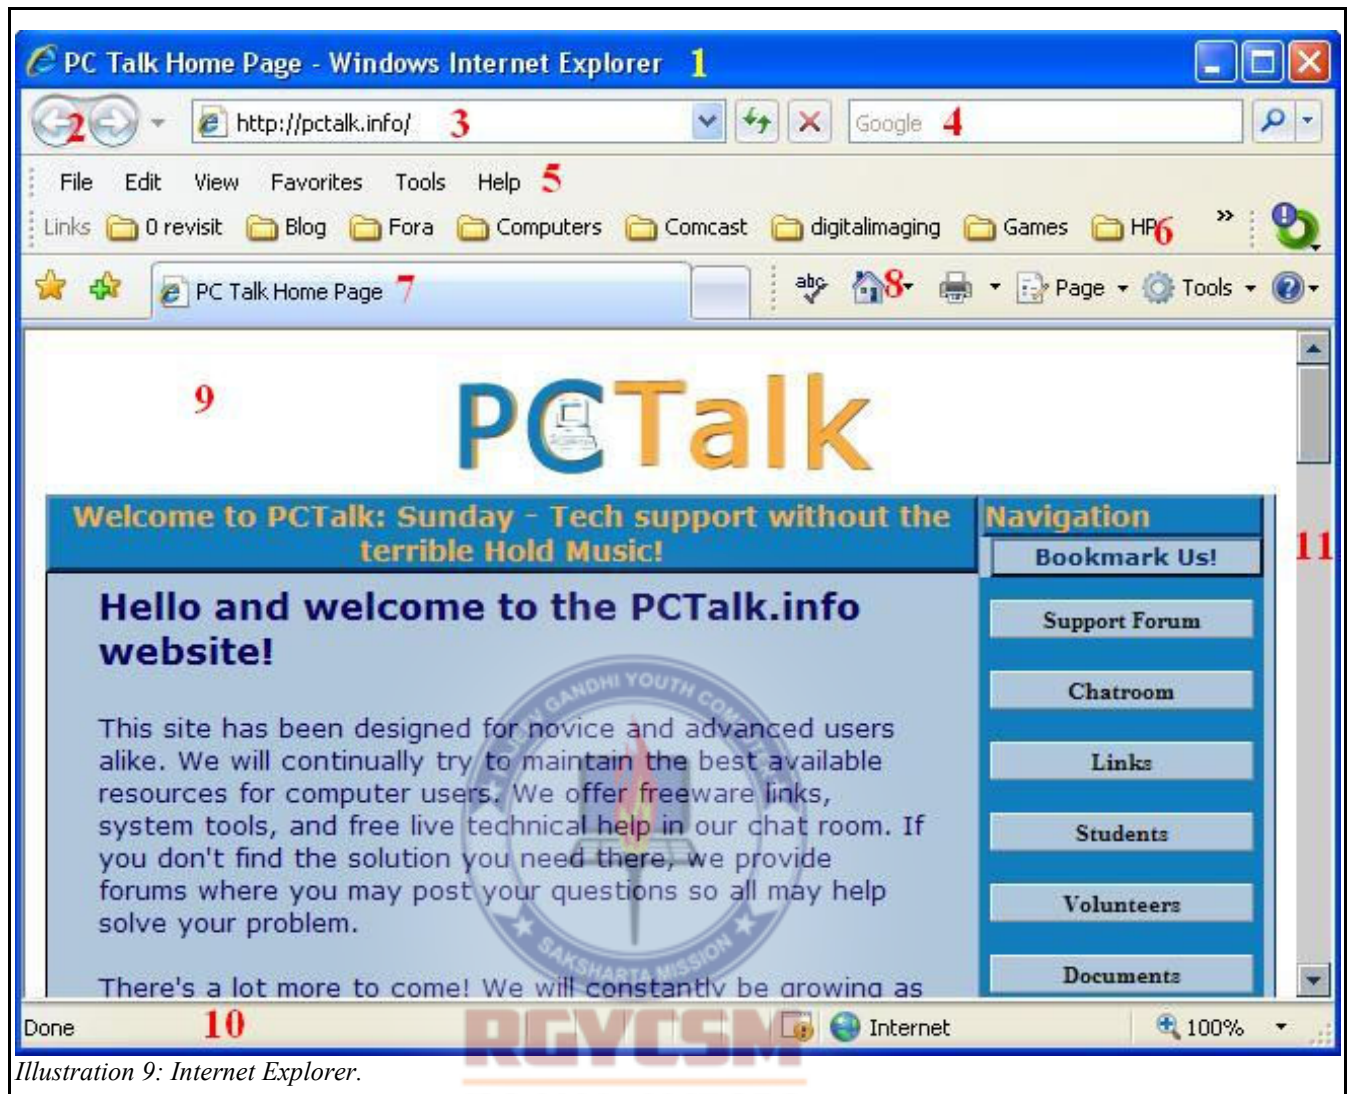 PC Talk Home Page - Windows Internet Explorer 1
2 http://pctalk.info/ 3 Google 4
File Edit View Favorites Tools Help 5
Links 0 revisit Blog Fora Computers Comcast digitalimaging Games HP 6 »
PC Talk Home Page 7 abc 8 Page Tools
9
PCTalk
Welcome to PCTalk: Sunday - Tech support without the
terrible Hold Music!
Hello and welcome to the PCTalk.info
website!
This site has been designed for novice and advanced users
alike. We will continually try to maintain the best available
resources for computer users. We offer freeware links,
system tools, and free live technical help in our chat room. If
you don't find the solution you need there, we provide
forums where you may post your questions so all may help
solve your problem.
There's a lot more to come! We will constantly be growing as
Navigation
Bookmark Us!
Support Forum
Chatroom
Links
Students
Volunteers
Documents
11
RAJIV GANDHI YOUTH COMPUTER
SAKSHARTA MISSION
Done 10 Internet 100%
RGYCSM
Illustration 9: Internet Explorer.